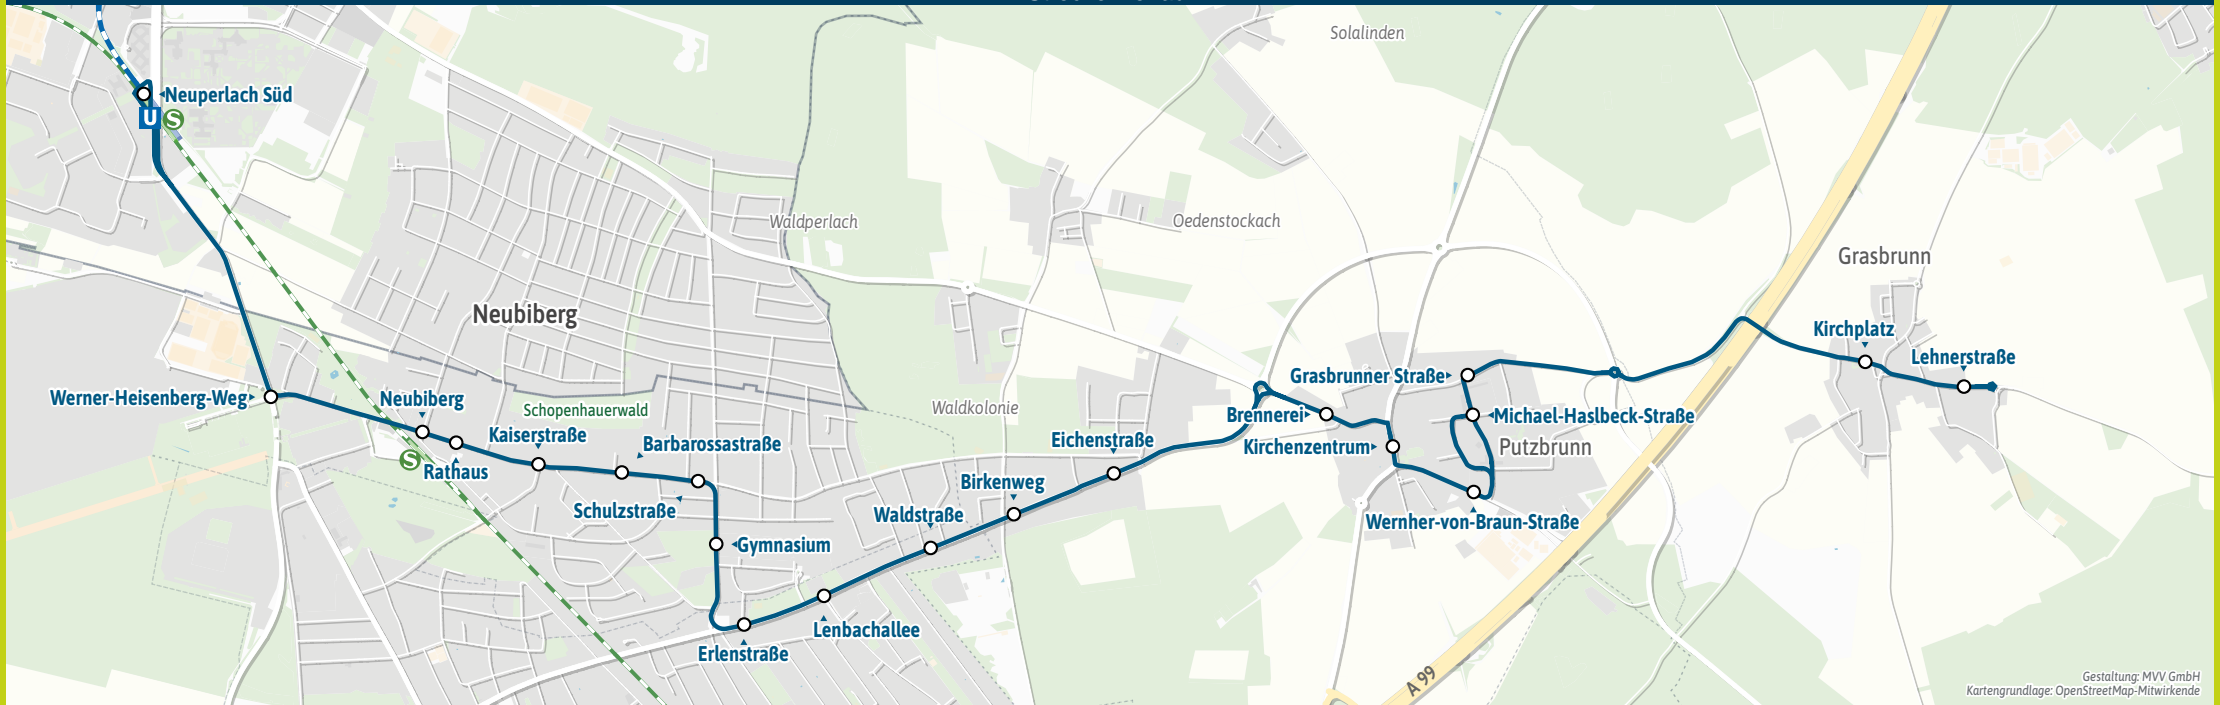 Solalinden
Neuperlach Süd
U
S
Waldperlach
Oedenstockach
Grasbrunn
Neubiberg
Kirchplatz
Lehnerstraße
Grasbrunner Straße
Werner-Heisenberg-Weg
Neubiberg
Schopenhauerwald
Waldkolonie
Brennerei
Michael-Haslbeck-Straße
Kaiserstraße
Barbarossastraße
Eichenstraße
Kirchenzentrum
Putzbrunn
S
Rathaus
Birkenweg
Schulzstraße
Waldstraße
Wernher-von-Braun-Straße
Gymnasium
Lenbachallee
Erlenstraße
A 99
Gestaltung: MVV GmbH
Kartengrundlage: OpenStreetMap-Mitwirkende